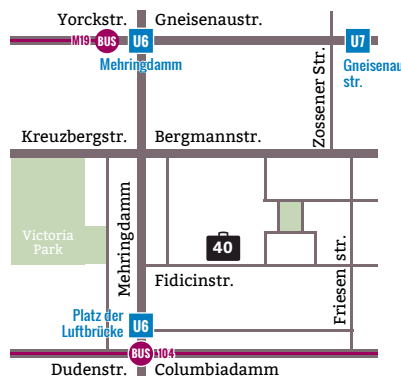 Yorckstr.
Gneisenaustr.
M19
BUS
U6
U7
Mehringdamm
Gneisenau
str.
Zossener Str.
Kreuzbergstr.
Bergmannstr.
Victoria
Park
Mehringdamm
40
Friesen str.
Fidicinstr.
Platz der
Luftbrücke
U6
BUS
104
Dudenstr.
Columbiadamm